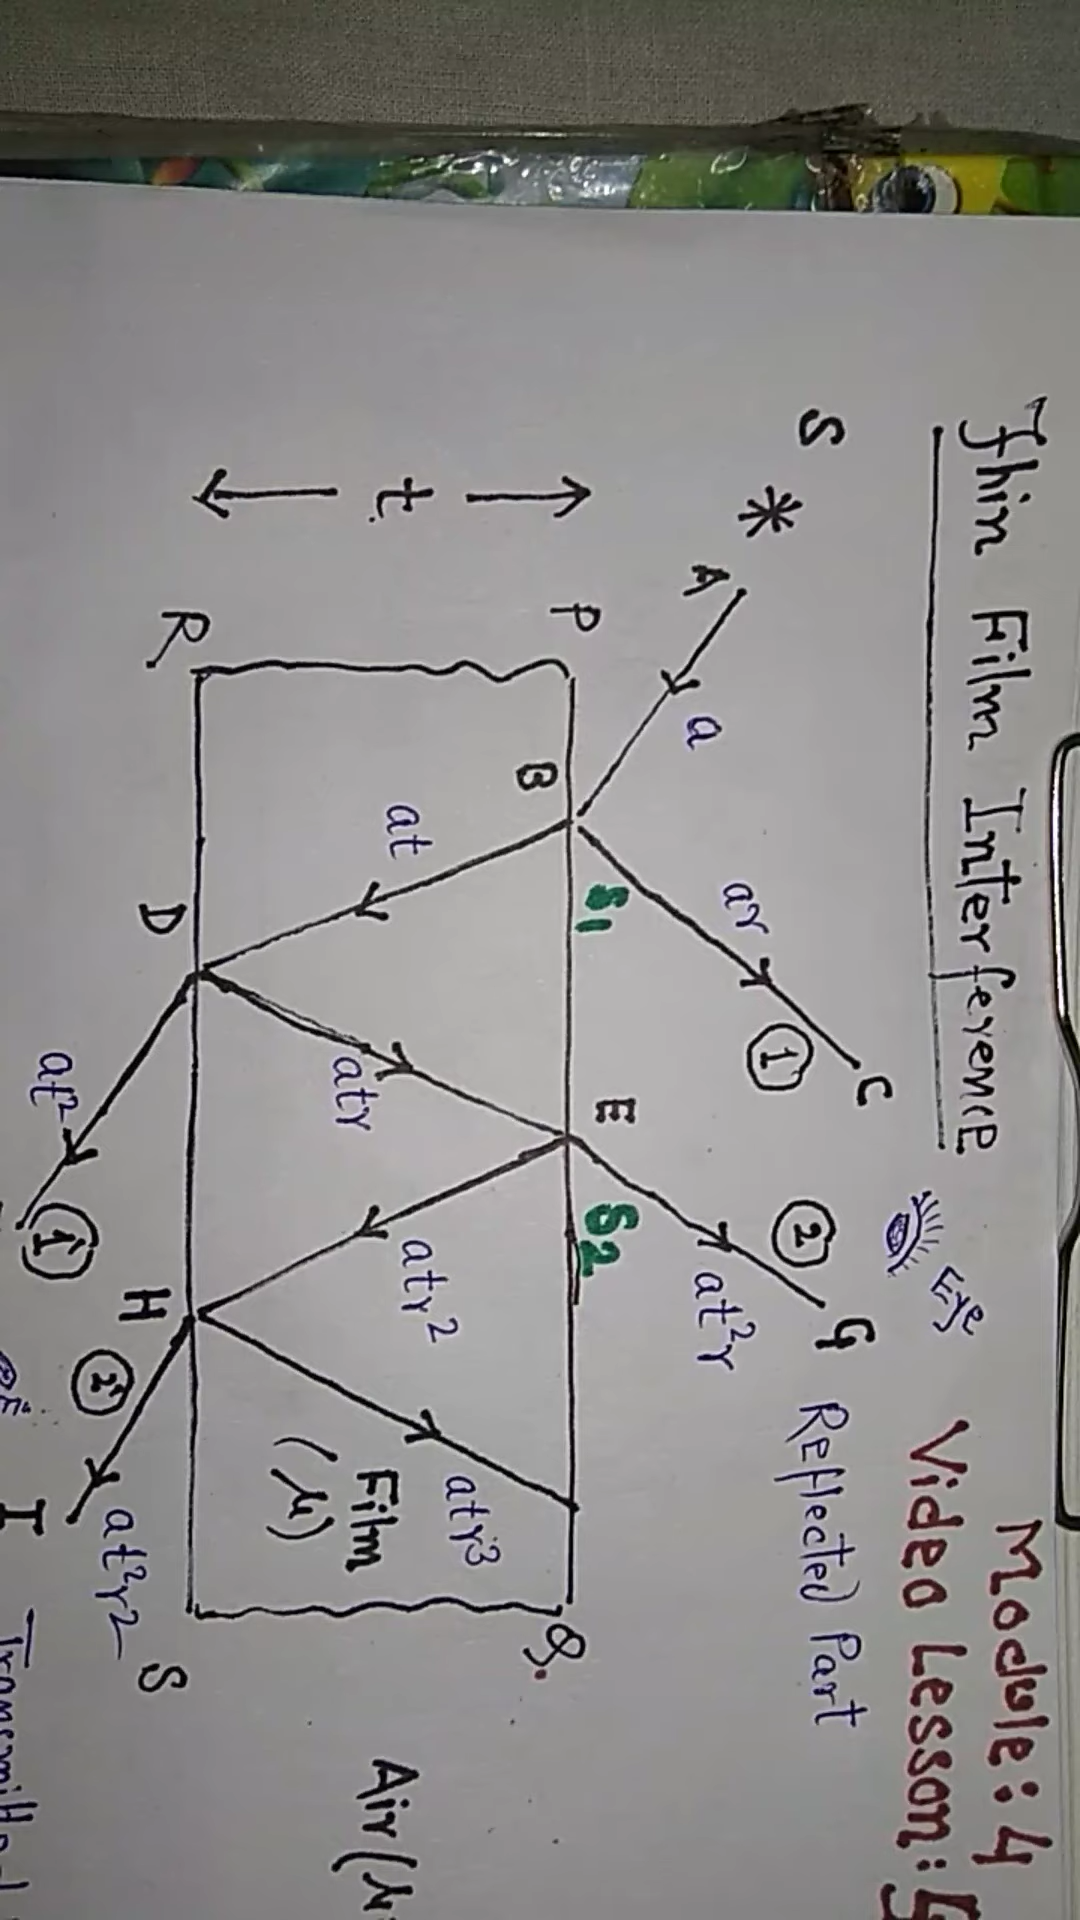 Thin Film Interference
Module: 4
Video Lesson: 5
S
Eye
A
a
ar
1
C
2
G
Reflected Part
at²r
P
B
S1
E
S2
Q.
t
at
atr
atr²
atr³
Film
(μ)
Air (μ
R.
D
H
S
at²
1
2
at²r²
I